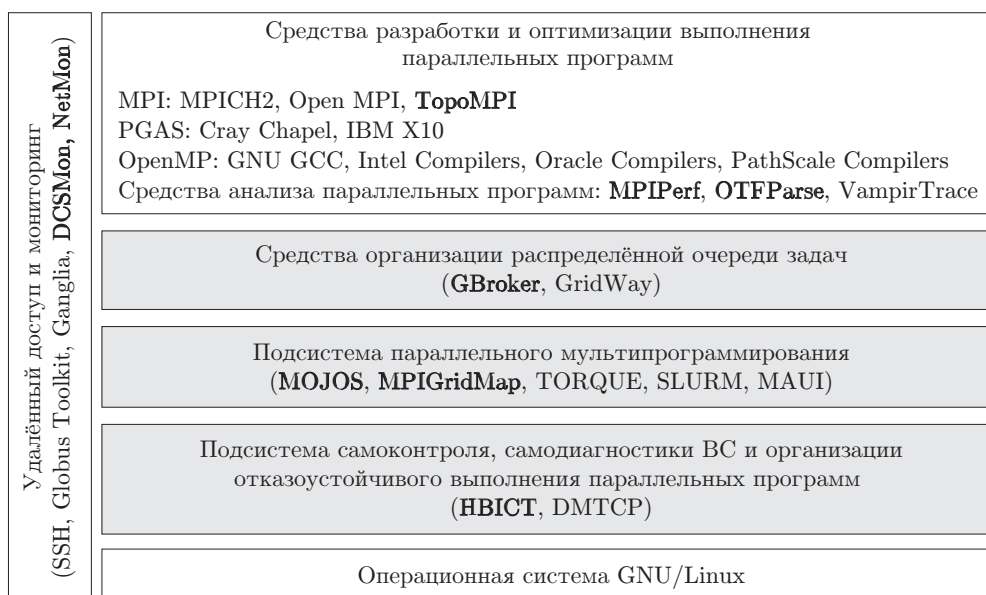 Удалённый доступ и мониторинг
(SSH, Globus Toolkit, Ganglia, DCSMon, NetMon)
Средства разработки и оптимизации выполнения
параллельных программ
MPI: MPICH2, Open MPI, TopoMPI
PGAS: Cray Chapel, IBM X10
OpenMP: GNU GCC, Intel Compilers, Oracle Compilers, PathScale Compilers
Средства анализа параллельных программ: MPIPerf, OTFParse, VampirTrace
Средства организации распределённой очереди задач
(GBroker, GridWay)
Подсистема параллельного мультипрограммирования
(MOJOS, MPIGridMap, TORQUE, SLURM, MAUI)
Подсистема самоконтроля, самодиагностики ВС и организации
отказоустойчивого выполнения параллельных программ
(HBICT, DMTCP)
Операционная система GNU/Linux